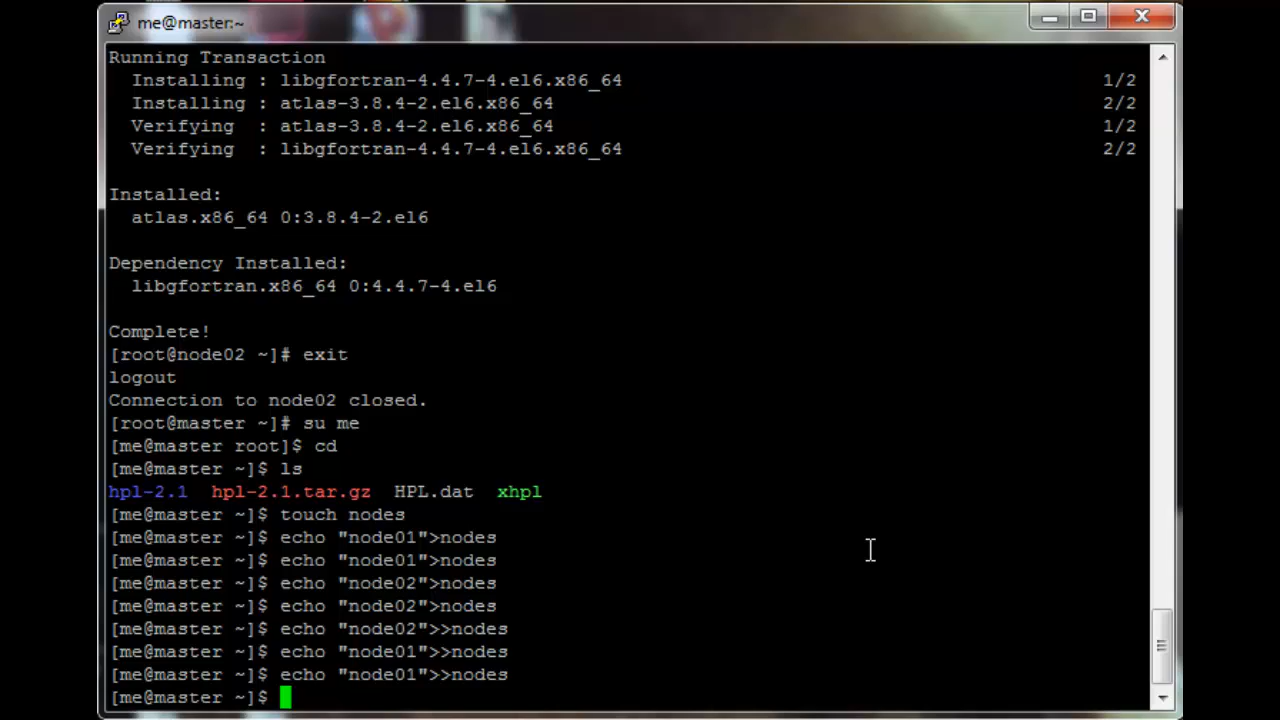 me@master:~
Running Transaction
  Installing : libgfortran-4.4.7-4.el6.x86_64 1/2
  Installing : atlas-3.8.4-2.el6.x86_64 2/2
  Verifying  : atlas-3.8.4-2.el6.x86_64 1/2
  Verifying  : libgfortran-4.4.7-4.el6.x86_64 2/2
Installed:
  atlas.x86_64 0:3.8.4-2.el6
Dependency Installed:
  libgfortran.x86_64 0:4.4.7-4.el6
Complete!
[root@node02 ~]# exit
logout
Connection to node02 closed.
[root@master ~]# su me
[me@master root]$ cd
[me@master ~]$ ls
hpl-2.1  hpl-2.1.tar.gz  HPL.dat  xhpl
[me@master ~]$ touch nodes
[me@master ~]$ echo "node01">nodes
[me@master ~]$ echo "node01">nodes
[me@master ~]$ echo "node02">nodes
[me@master ~]$ echo "node02">nodes
[me@master ~]$ echo "node02">>nodes
[me@master ~]$ echo "node01">>nodes
[me@master ~]$ echo "node01">>nodes
[me@master ~]$